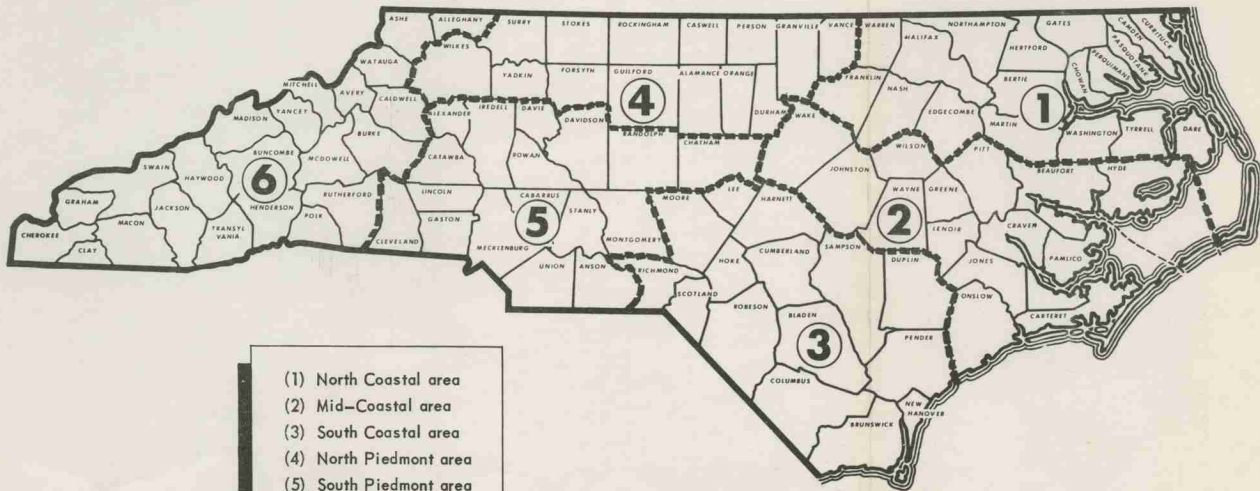 ASHE
ALLEGHANY
SURRY
STOKES
ROCKINGHAM
CASWELL
PERSON
GRANVILLE
VANCE
WARREN
NORTHAMPTON
GATES
CURRITUCK
CAMDEN
PASQUOTANK
PERQUIMANS
CHOWAN
HALIFAX
HERTFORD
WATAUGA
WILKES
YADKIN
FORSYTH
GUILFORD
ALAMANCE
ORANGE
DURHAM
FRANKLIN
NASH
BERTIE
EDGECOMBE
MARTIN
WASHINGTON
TYRRELL
DARE
1
4
MITCHELL
AVERY
CALDWELL
ALEXANDER
IREDELL
DAVIE
DAVIDSON
RANDOLPH
CHATHAM
WAKE
WILSON
PITT
BEAUFORT
HYDE
MADISON
YANCEY
BURKE
CATAWBA
ROWAN
JOHNSTON
SWAIN
HAYWOOD
BUNCOMBE
McDOWELL
6
GRAHAM
JACKSON
HENDERSON
RUTHERFORD
LINCOLN
CABARRUS
STANLY
MOORE
LEE
HARNETT
WAYNE
GREENE
2
CHEROKEE
MACON
CLAY
TRANSYL
VANIA
POLK
CLEVELAND
GASTON
5
MECKLENBURG
MONTGOMERY
CUMBERLAND
SAMPSON
LENOIR
CRAVEN
PAMLICO
UNION
ANSON
RICHMOND
HOKE
DUPLIN
JONES
SCOTLAND
ROBESON
BLADEN
ONSLOW
CARTERET
3
PENDER
COLUMBUS
NEW
HANOVER
BRUNSWICK
(1) North Coastal area
(2) Mid–Coastal area
(3) South Coastal area
(4) North Piedmont area
(5) South Piedmont area